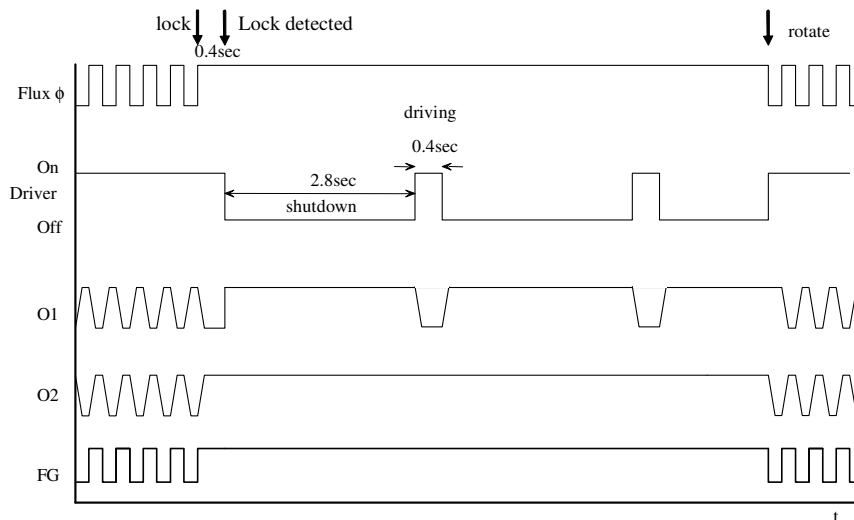 lock
Lock detected
rotate
0.4sec
Flux ϕ
driving
On
0.4sec
Driver
2.8sec
shutdown
Off
O1
O2
FG
t